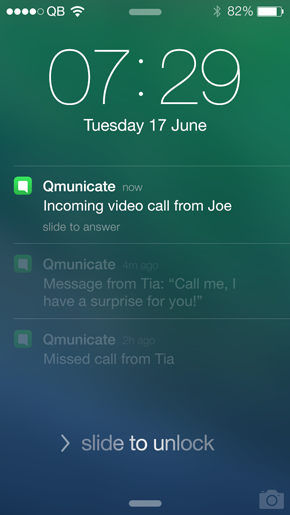 QB 82%
07:29
Tuesday 17 June
Qmunicate now
Incoming video call from Joe
slide to answer
Qmunicate 4m ago
Message from Tia: “Call me, I
have a surprise for you!”
Qmunicate 2h ago
Missed call from Tia
slide to unlock